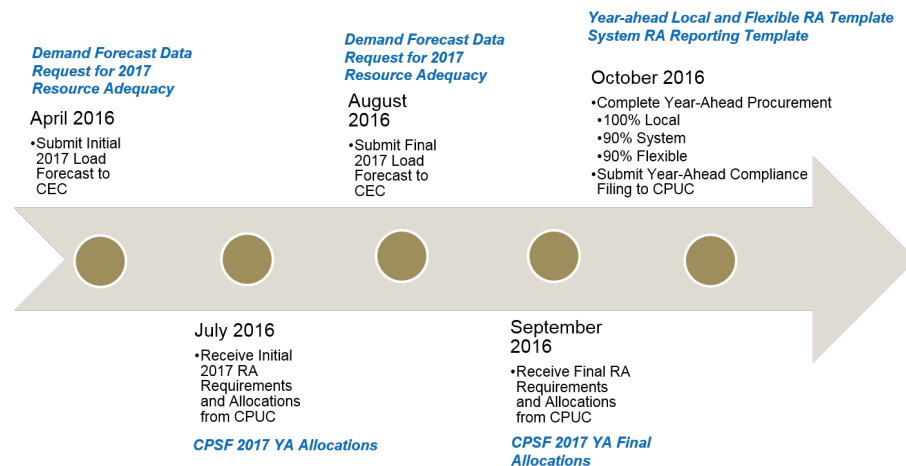 Demand Forecast Data
Request for 2017
Resource Adequacy
April 2016
•Submit Initial
2017 Load
Forecast to
CEC
July 2016
•Receive Initial
2017 RA
Requirements
and Allocations
from CPUC
CPSF 2017 YA Allocations
Demand Forecast Data
Request for 2017
Resource Adequacy
August
2016
•Submit Final
2017 Load
Forecast to
CEC
September
2016
•Receive Final RA
Requirements
and Allocations
from CPUC
CPSF 2017 YA Final
Allocations
Year-ahead Local and Flexible RA Template
System RA Reporting Template
October 2016
•Complete Year-Ahead Procurement
•100% Local
•90% System
•90% Flexible
•Submit Year-Ahead Compliance
Filing to CPUC